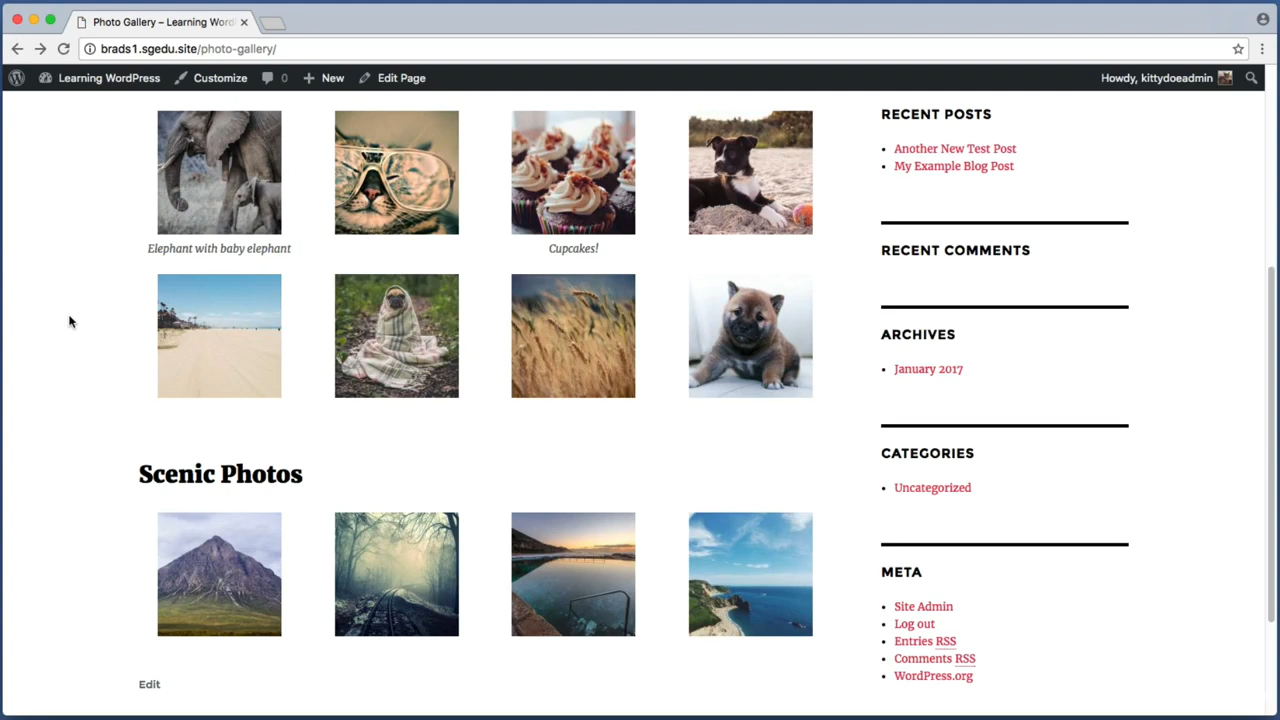 Photo Gallery – Learning Word
brads1.sgedu.site/photo-gallery/
Learning WordPress Customize 0 New Edit Page Howdy, kittydoeadmin
Elephant with baby elephant
Cupcakes!
Scenic Photos
Edit
RECENT POSTS
Another New Test Post
My Example Blog Post
RECENT COMMENTS
ARCHIVES
January 2017
CATEGORIES
Uncategorized
META
Site Admin
Log out
Entries RSS
Comments RSS
WordPress.org